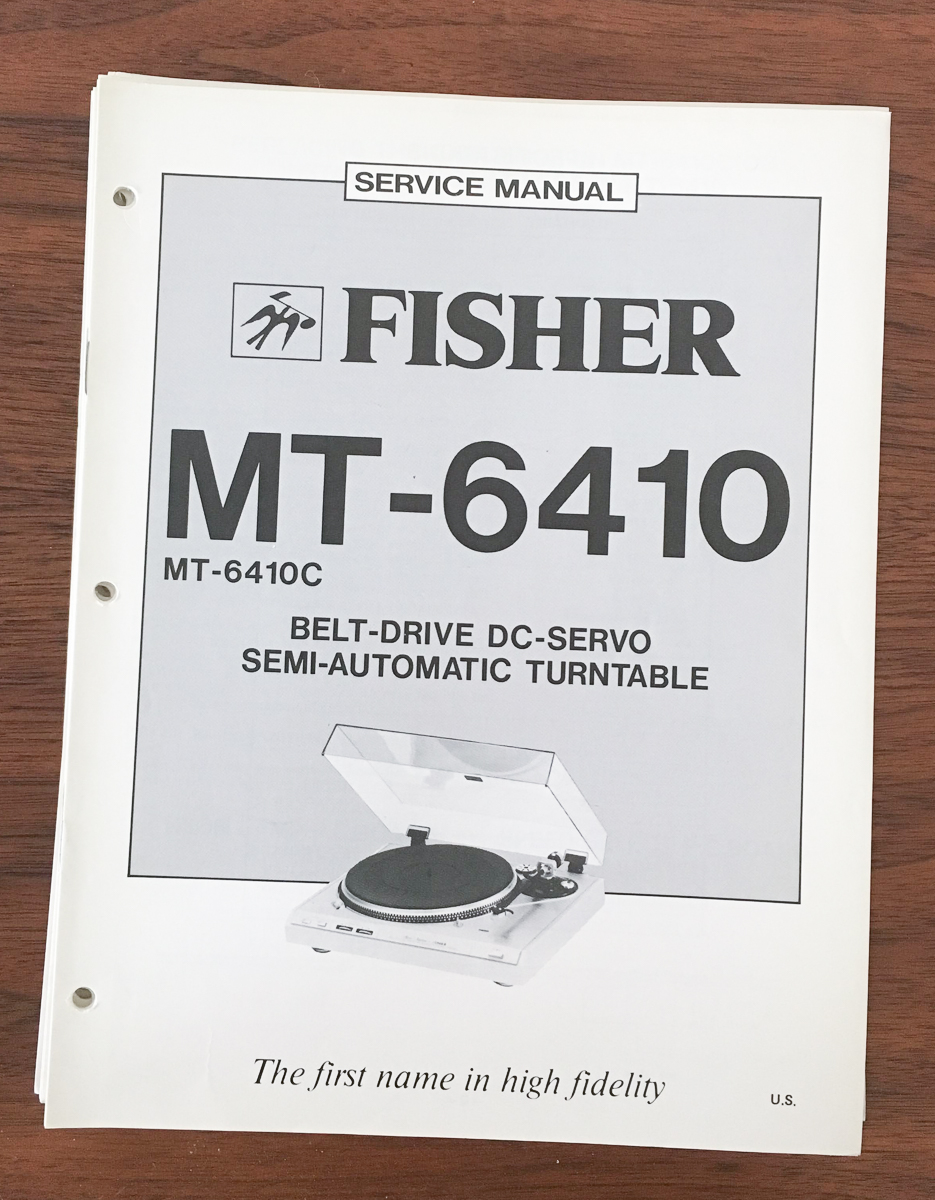 SERVICE MANUAL
FISHER
MT-6410
MT-6410C
BELT-DRIVE DC-SERVO
SEMI-AUTOMATIC TURNTABLE
The first name in high fidelity
U.S.